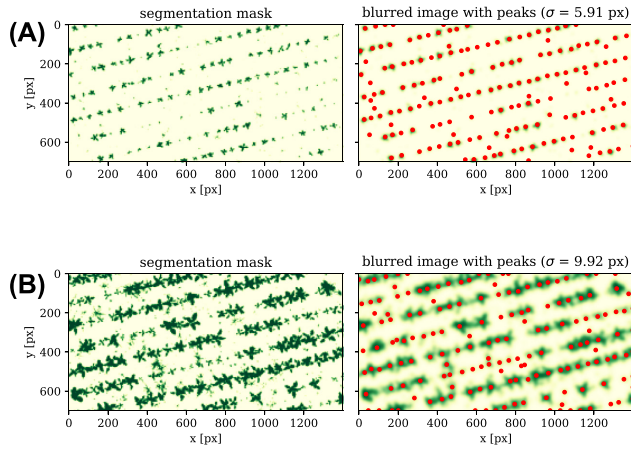 (A)
segmentation mask
blurred image with peaks (σ = 5.91 px)
0
200
400
600
y [px]
0 200 400 600 800 1000 1200
0 200 400 600 800 1000 1200
x [px]
x [px]
(B)
segmentation mask
blurred image with peaks (σ = 9.92 px)
0
200
400
600
y [px]
0 200 400 600 800 1000 1200
0 200 400 600 800 1000 1200
x [px]
x [px]